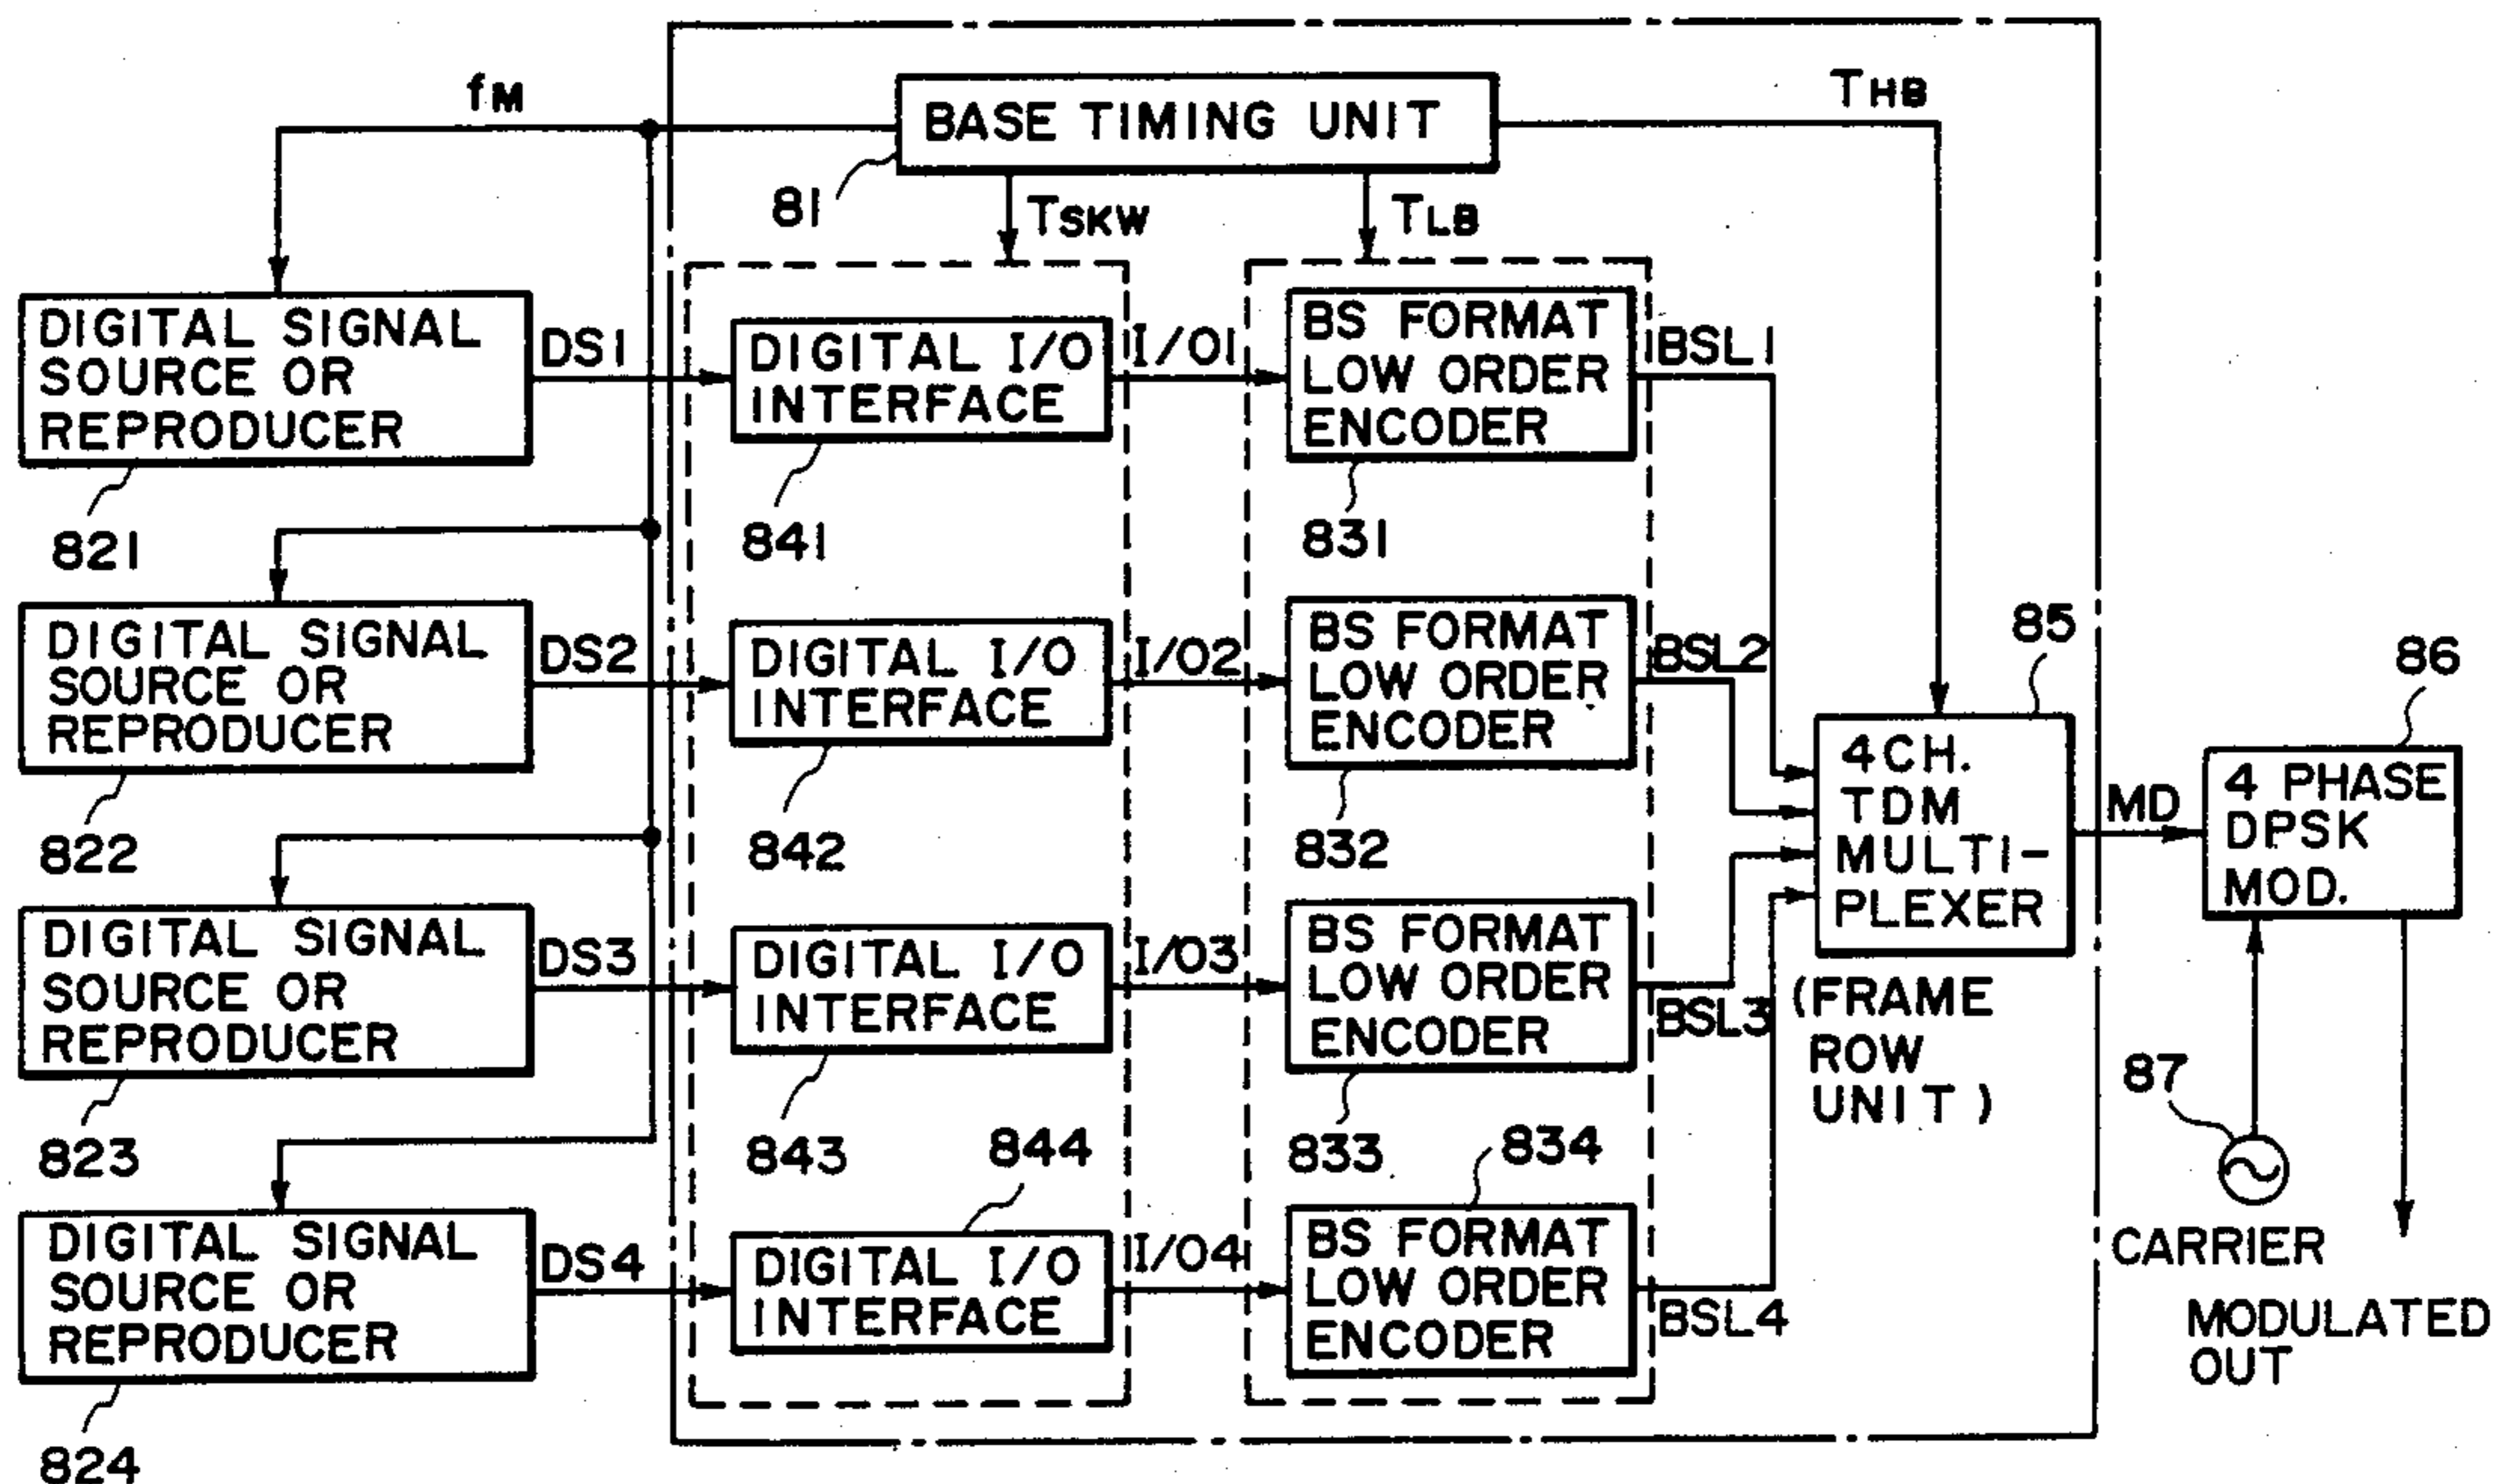 fM
BASE TIMING UNIT
THB
81
TSKW
TLB
DIGITAL SIGNAL
SOURCE OR
REPRODUCER
DS1
DIGITAL I/O
INTERFACE
I/O1
BS FORMAT
LOW ORDER
ENCODER
BSL1
821
841
831
DIGITAL SIGNAL
SOURCE OR
REPRODUCER
DS2
DIGITAL I/O
INTERFACE
I/O2
BS FORMAT
LOW ORDER
ENCODER
BSL2
85
86
822
842
832
4CH.
TDM
MULTI-
PLEXER
MD
4 PHASE
DPSK
MOD.
DIGITAL SIGNAL
SOURCE OR
REPRODUCER
DS3
DIGITAL I/O
INTERFACE
I/O3
BS FORMAT
LOW ORDER
ENCODER
BSL3
(FRAME
ROW
UNIT)
87
823
843
844
833
834
DIGITAL SIGNAL
SOURCE OR
REPRODUCER
DS4
DIGITAL I/O
INTERFACE
I/O4
BS FORMAT
LOW ORDER
ENCODER
BSL4
CARRIER
MODULATED
OUT
824